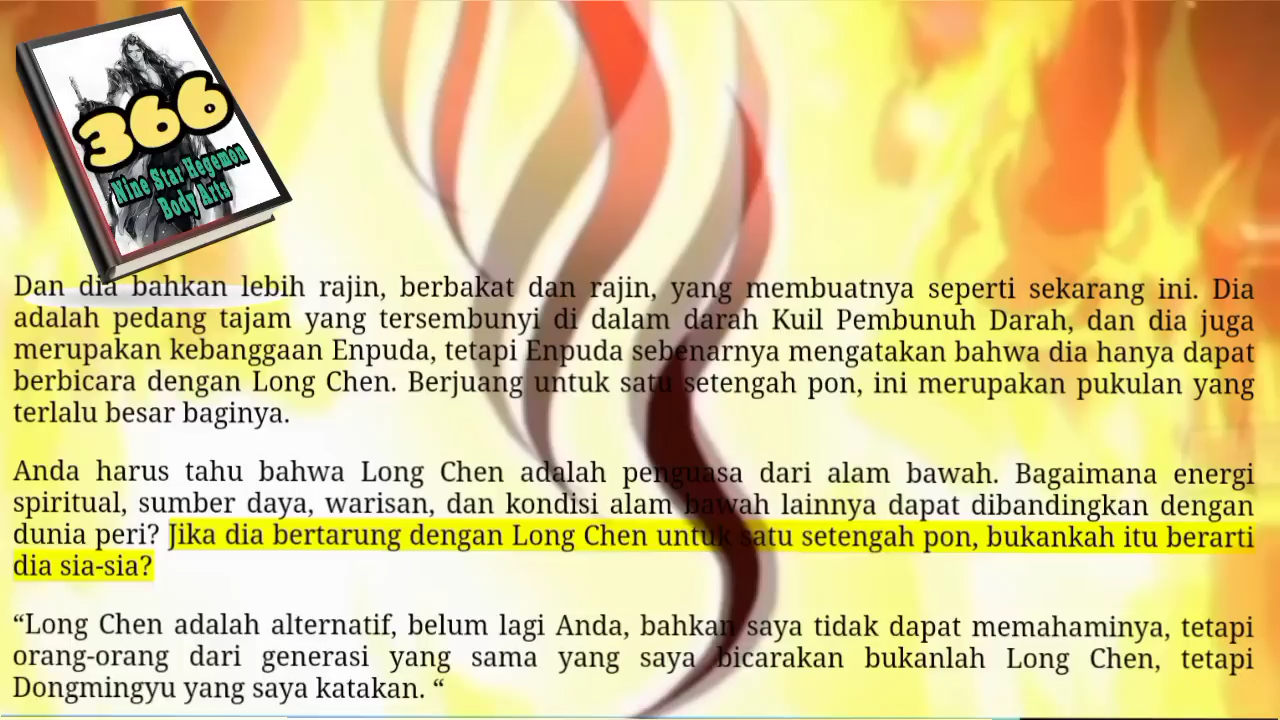 366
Nine Star Hegemon
Body Arts
Dan dia bahkan lebih rajin, berbakat dan rajin, yang membuatnya seperti sekarang ini. Dia
adalah pedang tajam yang tersembunyi di dalam darah Kuil Pembunuh Darah, dan dia juga
merupakan kebanggaan Enpuda, tetapi Enpuda sebenarnya mengatakan bahwa dia hanya dapat
berbicara dengan Long Chen. Berjuang untuk satu setengah pon, ini merupakan pukulan yang
terlalu besar baginya.
Anda harus tahu bahwa Long Chen adalah penguasa dari alam bawah. Bagaimana energi
spiritual, sumber daya, warisan, dan kondisi alam bawah lainnya dapat dibandingkan dengan
dunia peri? Jika dia bertarung dengan Long Chen untuk satu setengah pon, bukankah itu berarti
dia sia-sia?
“Long Chen adalah alternatif, belum lagi Anda, bahkan saya tidak dapat memahaminya, tetapi
orang-orang dari generasi yang sama yang saya bicarakan bukanlah Long Chen, tetapi
Dongmingyu yang saya katakan. “